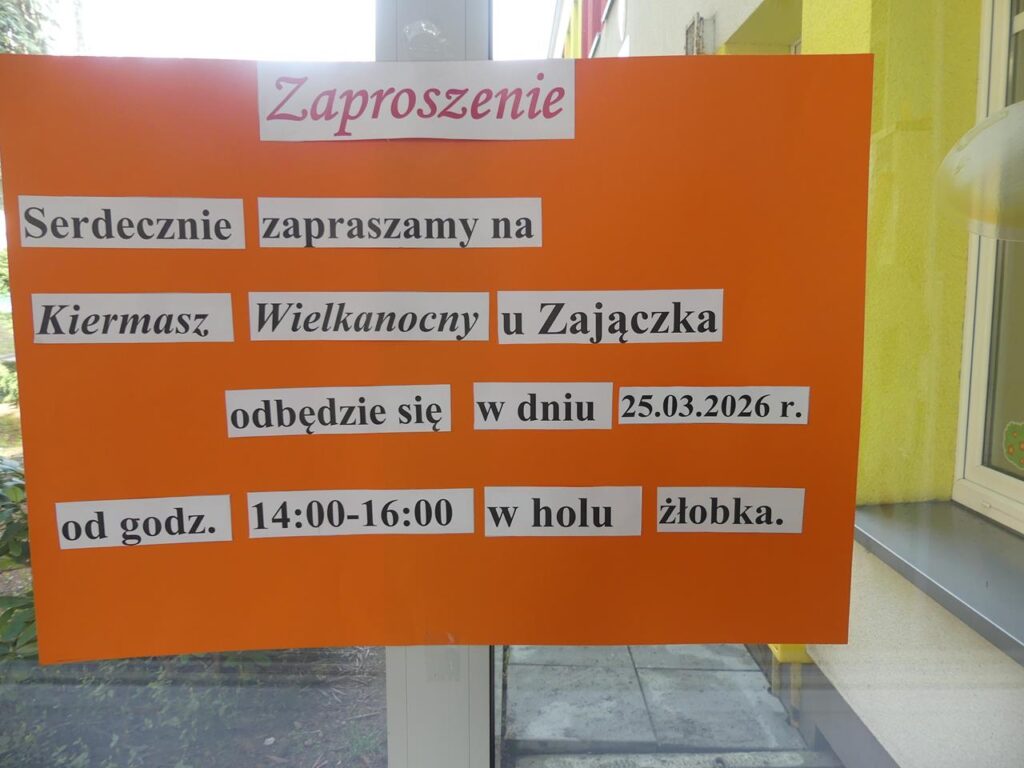 Zaproszenie
Serdecznie zapraszamy na
Kiermasz Wielkanocny u Zajączka
odbędzie się w dniu 25.03.2026 r.
od godz. 14:00-16:00 w holu żłobka.